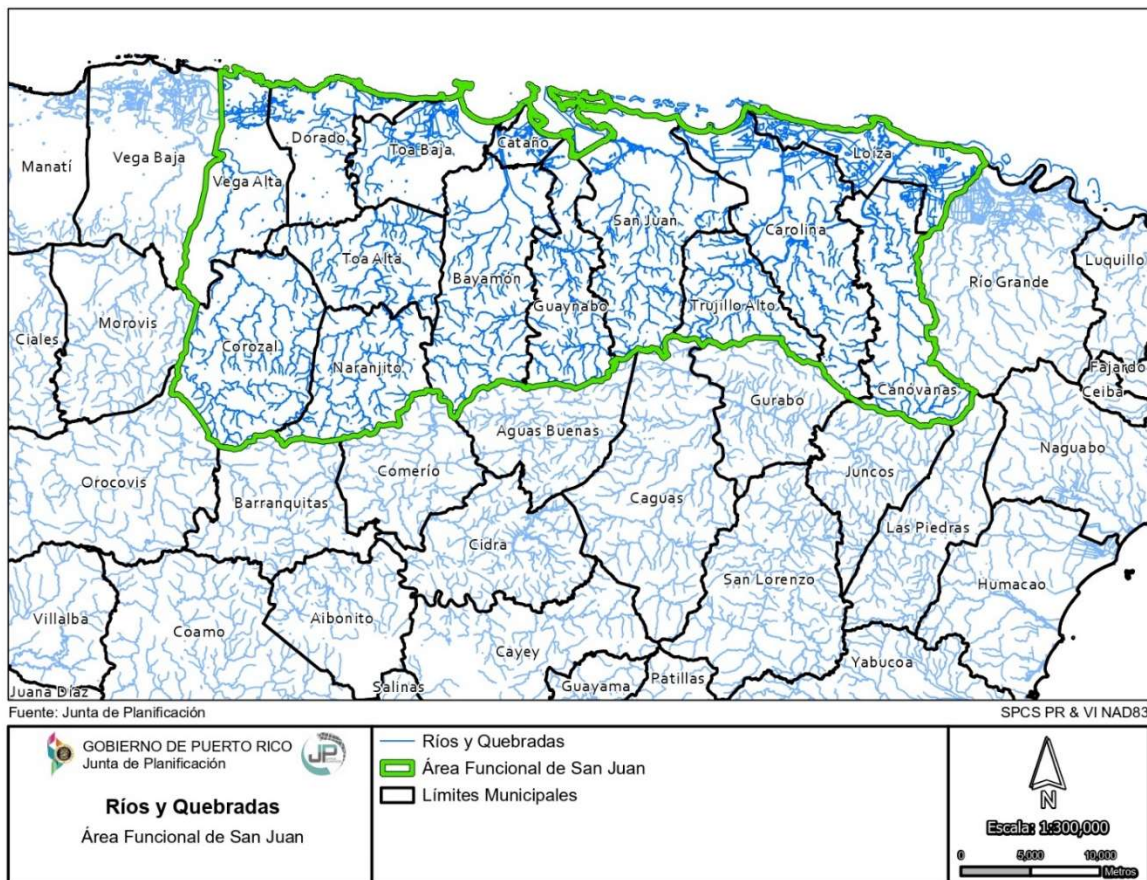 Dorado
Toa Baja
Cataño
Loíza
Manatí
Vega Baja
Vega Alta
San Juan
Carolina
Luquillo
Toa Alta
Bayamón
Guaynabo
Trujillo Alto
Río Grande
Ciales
Morovis
Corozal
Naranjito
Canóvanas
Fajardo
Ceiba
Gurabo
Aguas Buenas
Naguabo
Orocovis
Barranquitas
Comerío
Caguas
Juncos
Las Piedras
Cidra
San Lorenzo
Humacao
Villalba
Coamo
Aibonito
Cayey
Yabucoa
Juana Díaz
Salinas
Guayama
Patillas
Fuente: Junta de Planificación
SPCS PR & VI NAD83
GOBIERNO DE PUERTO RICO
Junta de Planificación
JP
Ríos y Quebradas
Área Funcional de San Juan
Ríos y Quebradas
Área Funcional de San Juan
Límites Municipales
N
Escala: 1:300,000
0 5,000 10,000
Metros